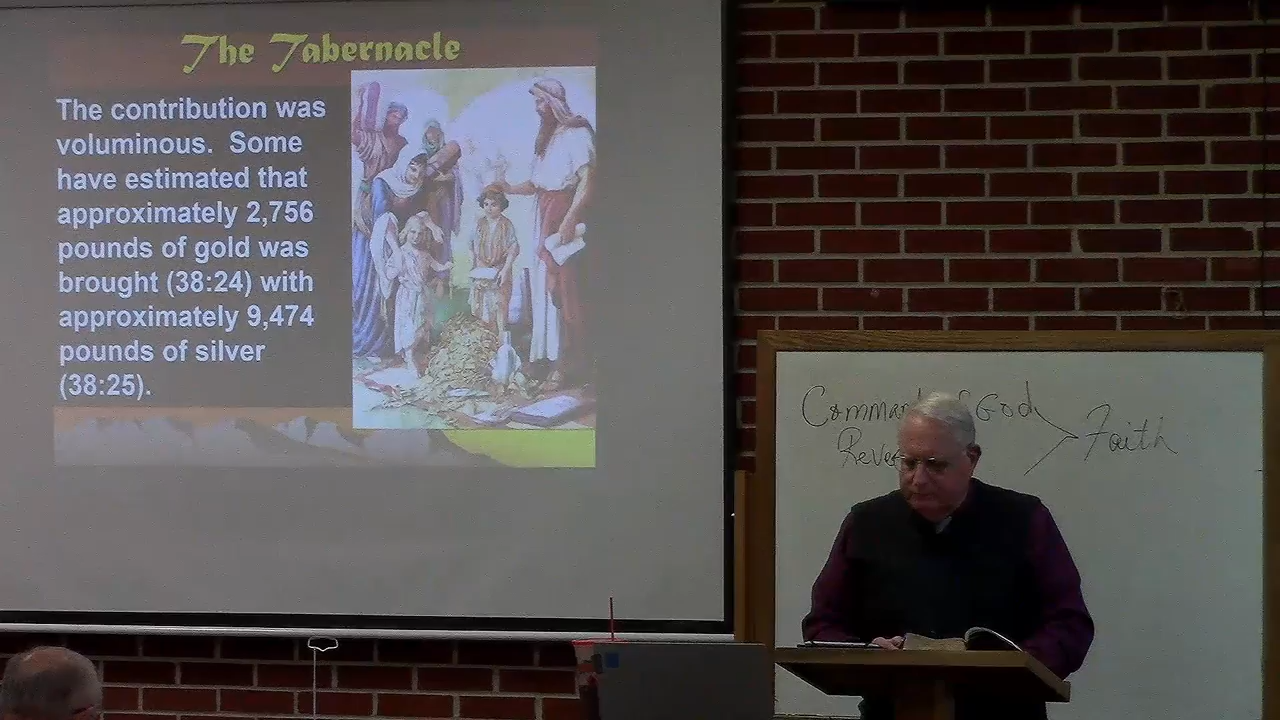 The Tabernacle
The contribution was
voluminous. Some
have estimated that
approximately 2,756
pounds of gold was
brought (38:24) with
approximately 9,474
pounds of silver
(38:25).
God
Faith